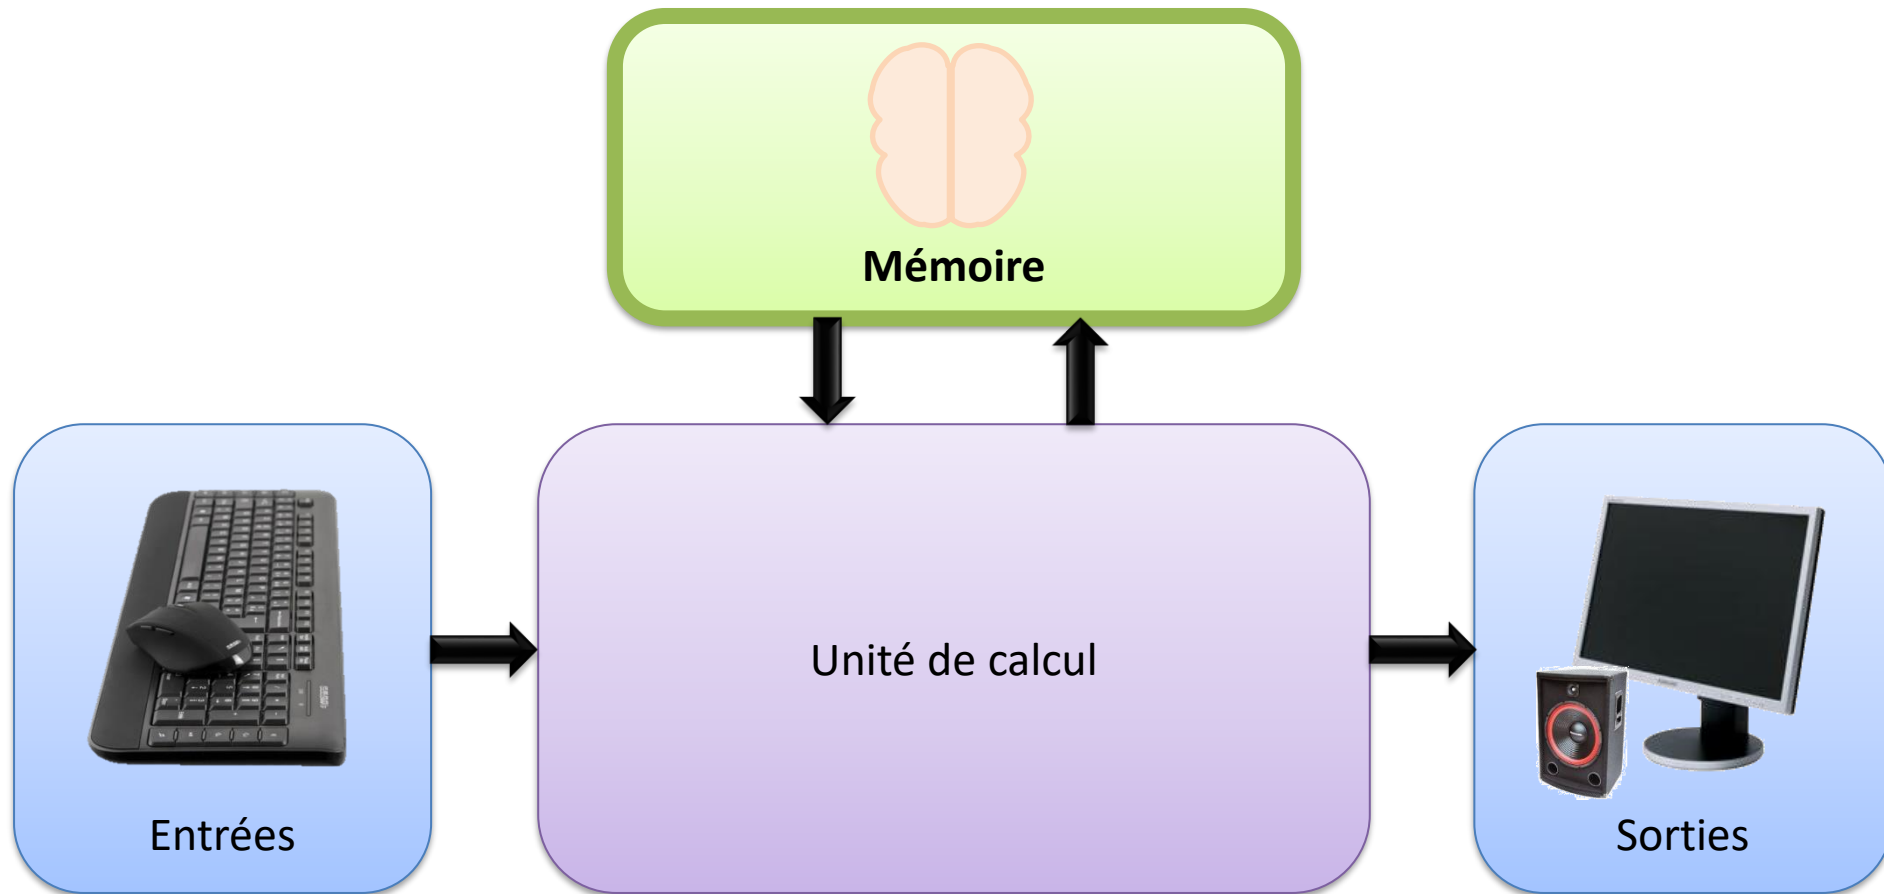 Mémoire
Unité de calcul
Entrées
Sorties